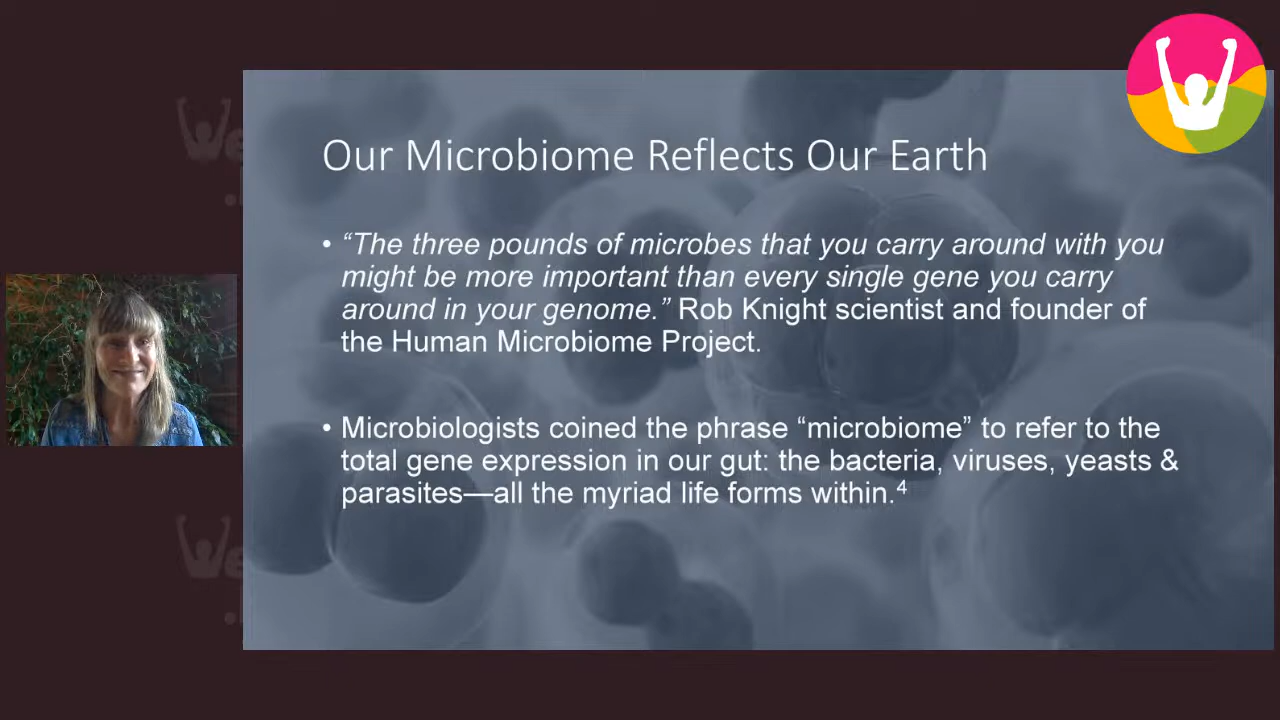 Our Microbiome Reflects Our Earth
• “The three pounds of microbes that you carry around with you
might be more important than every single gene you carry
around in your genome.” Rob Knight scientist and founder of
the Human Microbiome Project.
• Microbiologists coined the phrase “microbiome” to refer to the
total gene expression in our gut: the bacteria, viruses, yeasts &
parasites—all the myriad life forms within.⁴
We
We